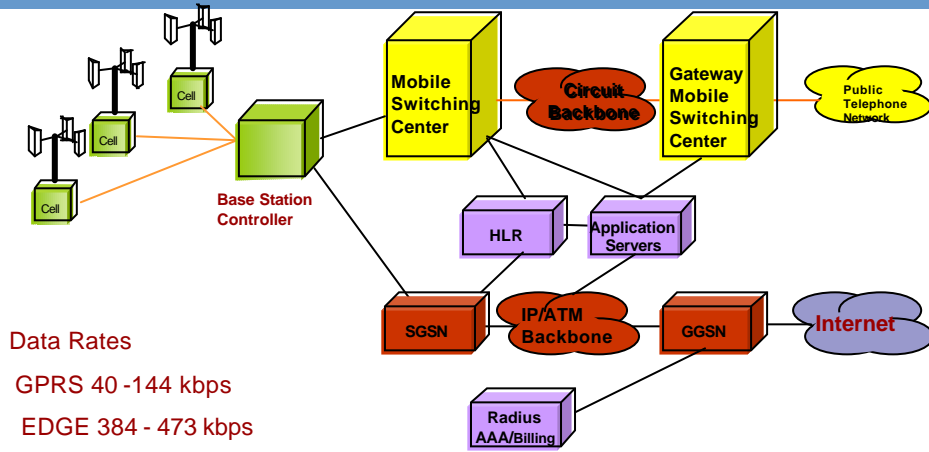 Cell
Cell
Cell
Base Station
Controller
Mobile
Switching
Center
Circuit
Backbone
Gateway
Mobile
Switching
Center
Public
Telephone
Network
HLR
Application
Servers
SGSN
IP/ATM
Backbone
GGSN
Internet
Radius
AAA/Billing
Data Rates
GPRS 40 -144 kbps
EDGE 384 - 473 kbps